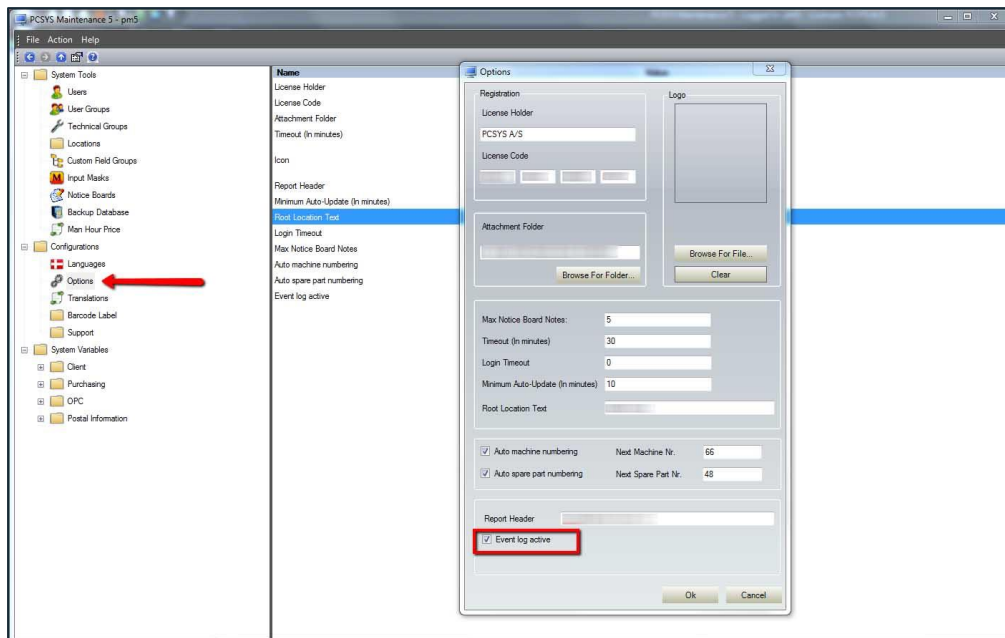 PCSYS Maintenance 5 - pm5
File Action Help
System Tools
Users
User Groups
Technical Groups
Locations
Custom Field Groups
Input Masks
Notice Boards
Backup Database
Man Hour Price
Configurations
Languages
Options
Translations
Barcode Label
Support
System Variables
Client
Purchasing
OPC
Postal Information
Name
License Holder
License Code
Attachment Folder
Timeout (In minutes)
Icon
Report Header
Minimum Auto-Update (In minutes)
Root Location Text
Login Timeout
Max Notice Board Notes
Auto machine numbering
Auto spare part numbering
Event log active
Options
Registration
License Holder
PCSYS A/S
License Code
Logo
Attachment Folder
Browse For Folder...
Browse For File...
Clear
Max Notice Board Notes: 5
Timeout (In minutes) 30
Login Timeout 0
Minimum Auto-Update (In minutes) 10
Root Location Text
Auto machine numbering Next Machine Nr. 66
Auto spare part numbering Next Spare Part Nr. 48
Report Header
Event log active
Ok Cancel